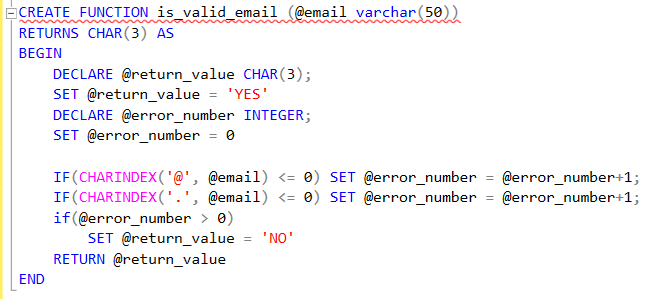 CREATE FUNCTION is_valid_email (@email varchar(50))
RETURNS CHAR(3) AS
BEGIN
    DECLARE @return_value CHAR(3);
    SET @return_value = 'YES'
    DECLARE @error_number INTEGER;
    SET @error_number = 0

    IF(CHARINDEX('@', @email) <= 0) SET @error_number = @error_number+1;
    IF(CHARINDEX('.', @email) <= 0) SET @error_number = @error_number+1;
    if(@error_number > 0)
        SET @return_value = 'NO'
    RETURN @return_value
END